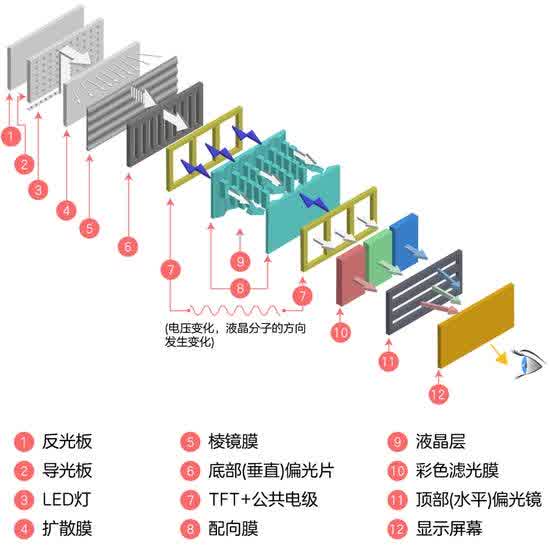 1
2
3
4
5
6
7
8
9
7
10
11
12
(电压变化，液晶分子的方向
发生变化)
1 反光板
5 棱镜膜
9 液晶层
2 导光板
6 底部(垂直)偏光片
10 彩色滤光膜
3 LED灯
7 TFT+公共电级
11 顶部(水平)偏光镜
4 扩散膜
8 配向膜
12 显示屏幕